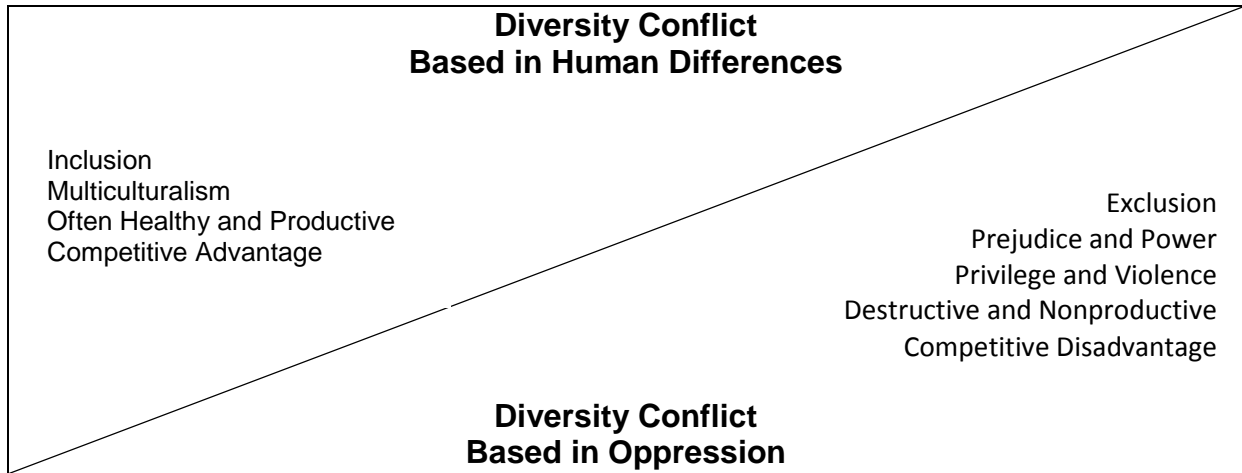 Diversity Conflict
Based in Human Differences
Inclusion
Multiculturalism
Often Healthy and Productive
Competitive Advantage
Exclusion
Prejudice and Power
Privilege and Violence
Destructive and Nonproductive
Competitive Disadvantage
Diversity Conflict
Based in Oppression